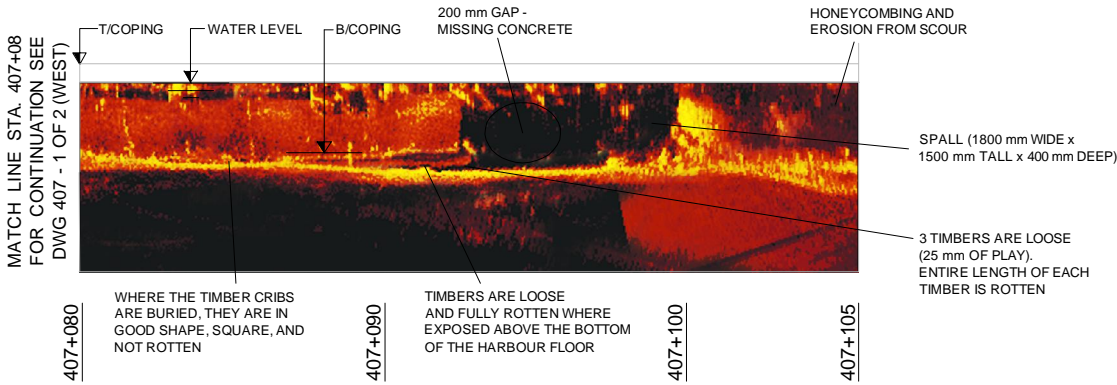 T/COPING
WATER LEVEL
B/COPING
200 mm GAP -
MISSING CONCRETE
HONEYCOMBING AND
EROSION FROM SCOUR
MATCH LINE STA. 407+08
FOR CONTINUATION SEE
DWG 407 - 1 OF 2 (WEST)
SPALL (1800 mm WIDE x
1500 mm TALL x 400 mm DEEP)
3 TIMBERS ARE LOOSE
(25 mm OF PLAY).
ENTIRE LENGTH OF EACH
TIMBER IS ROTTEN
WHERE THE TIMBER CRIBS
ARE BURIED, THEY ARE IN
GOOD SHAPE, SQUARE, AND
NOT ROTTEN
TIMBERS ARE LOOSE
AND FULLY ROTTEN WHERE
EXPOSED ABOVE THE BOTTOM
OF THE HARBOUR FLOOR
407+080
407+090
407+100
407+105